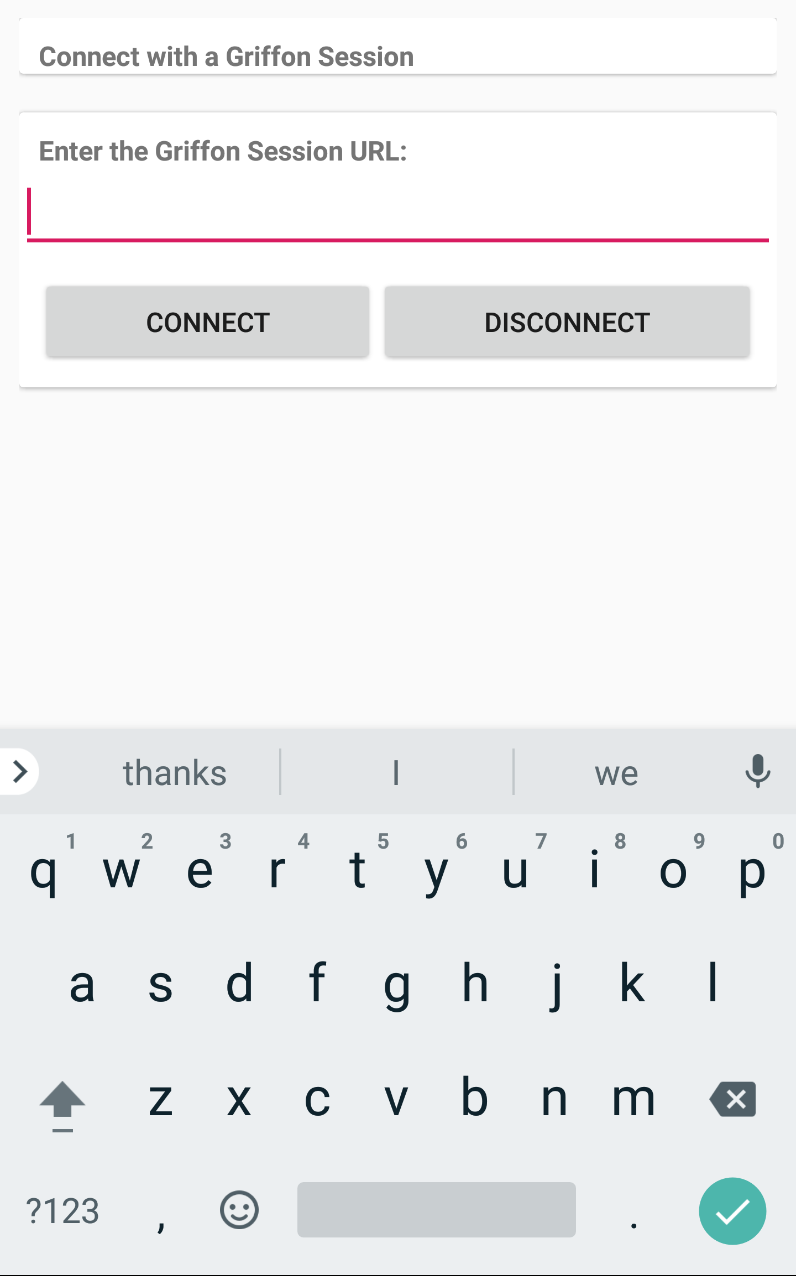 Connect with a Griffon Session
Enter the Griffon Session URL:
CONNECT DISCONNECT
thanks I we
1 2 3 4 5 6 7 8 9 0
q w e r t y u i o p
a s d f g h j k l
z x c v b n m
?123 , .